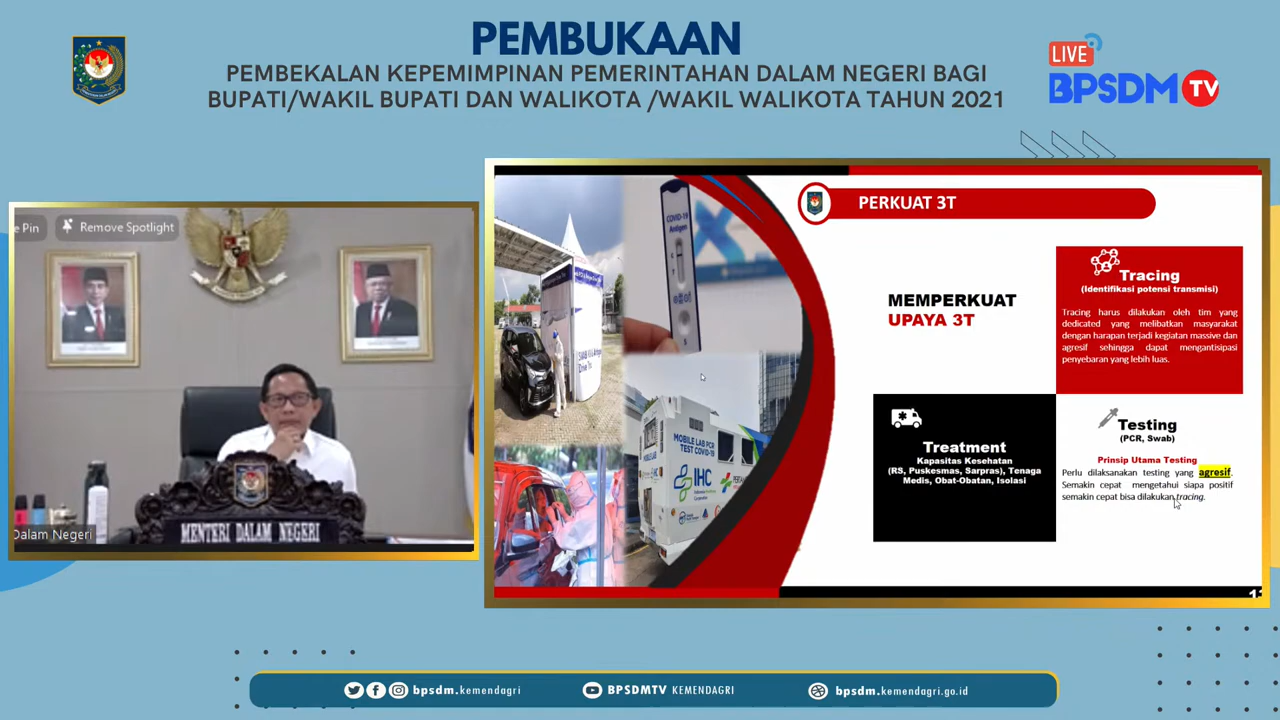 PEMBUKAAN
PEMBEKALAN KEPEMIMPINAN PEMERINTAHAN DALAM NEGERI BAGI
BUPATI/WAKIL BUPATI DAN WALIKOTA /WAKIL WALIKOTA TAHUN 2021
LIVE
BPSDM TV
e Pin
Remove Spotlight
MENTERI DALAM NEGERI
Dalam Negeri
COVID-19
Antigen
MOBILE LAB PCR
TEST COVID-19
IHC
PERKUAT 3T
MEMPERKUAT
UPAYA 3T
Tracing
(Identifikasi potensi transmisi)
Tracing harus dilakukan oleh tim yang
dedicated yang melibatkan masyarakat
dengan harapan terjadi kegiatan massive dan
agresif sehingga dapat mengantisipasi
penyebaran yang lebih luas.
Treatment
Kapasitas Kesehatan
(RS, Puskesmas, Sarpras), Tenaga
Medis, Obat-Obatan, Isolasi
Testing
(PCR, Swab)
Prinsip Utama Testing
Perlu dilaksanakan testing yang agresif.
Semakin cepat mengetahui siapa positif
semakin cepat bisa dilakukan tracing.
bpsdm.kemendagri
BPSDMTV KEMENDAGRI
bpsdm.kemendagri.go.id